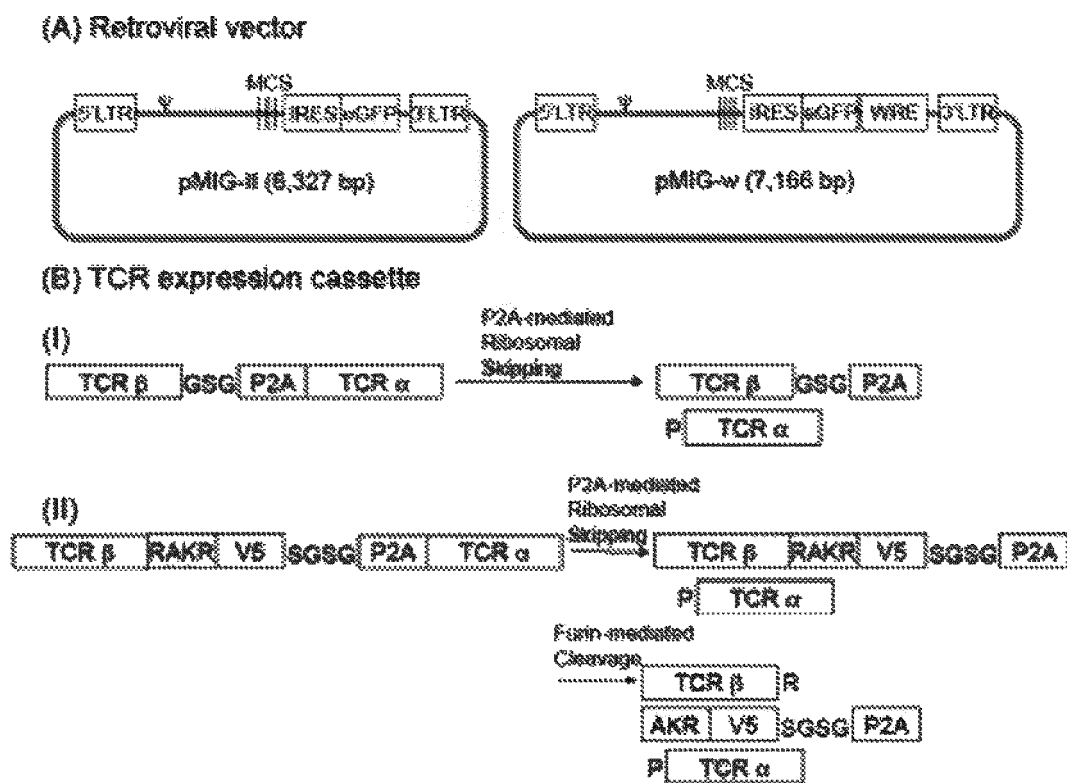 (A) Retroviral vector
MCS MCS
5'LTR Ψ IRES eGFP 3'LTR 5'LTR Ψ IRES eGFP WRE 3'LTR
pMIG-II (6,327 bp) pMIG-w (7,166 bp)
(B) TCR expression cassette
(I)
P2A-mediated
Ribosomal
Skipping
TCR β GSG P2A TCR α TCR β GSG P2A
P TCR α
(II)
P2A-mediated
Ribosomal
Skipping
TCR β RAKR V5 SGSG P2A TCR α TCR β RAKR V5 SGSG P2A
P TCR α
Furin-mediated
Cleavage
TCR β R
AKR V5 SGSG P2A
P TCR α